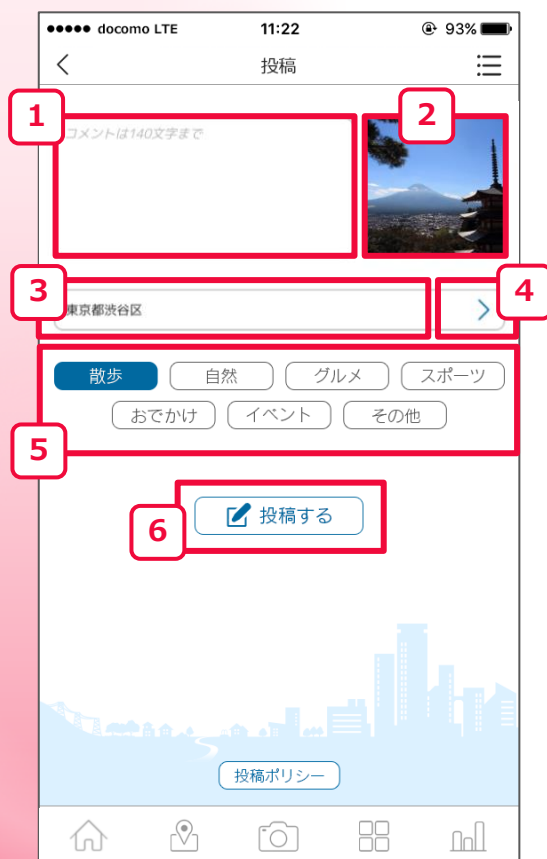 docomo LTE 11:22 93%
投稿
1
2
コメントは140文字まで
3
4
東京都渋谷区
散歩 自然 グルメ スポーツ
おでかけ イベント その他
5
6
投稿する
投稿ポリシー